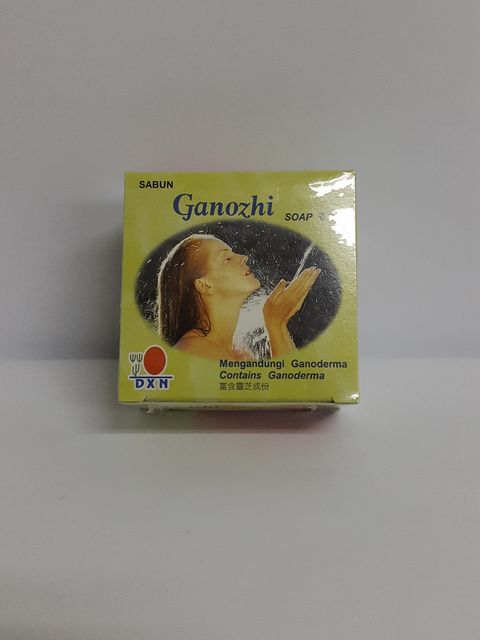 SABUN
Ganozhi
SOAP
Mengandungi Ganoderma
Contains Ganoderma
富含靈芝成份
DXN